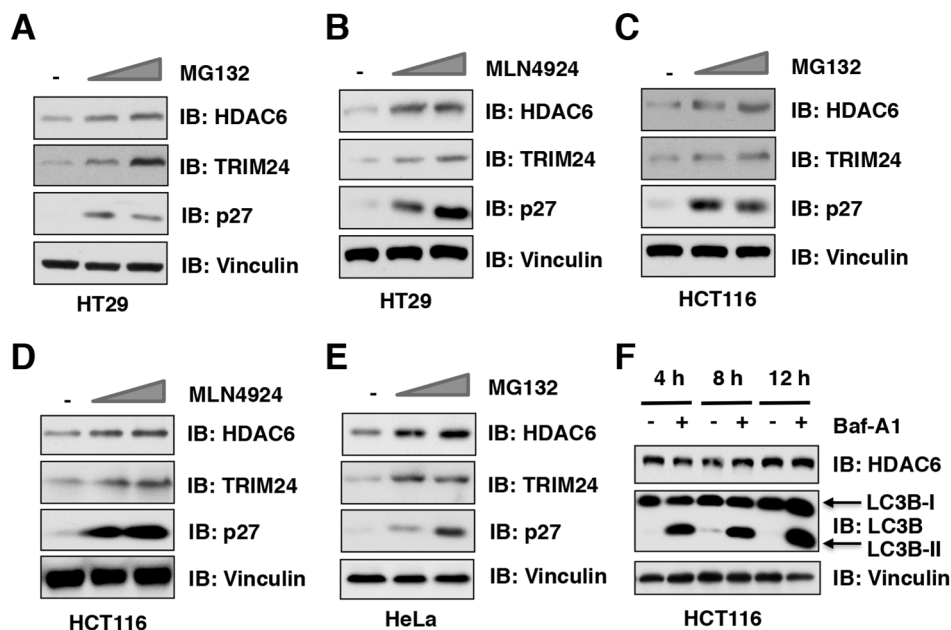 A
- MG132
IB: HDAC6
IB: TRIM24
IB: p27
IB: Vinculin
HT29
B
- MLN4924
IB: HDAC6
IB: TRIM24
IB: p27
IB: Vinculin
HT29
C
- MG132
IB: HDAC6
IB: TRIM24
IB: p27
IB: Vinculin
HCT116
D
- MLN4924
IB: HDAC6
IB: TRIM24
IB: p27
IB: Vinculin
HCT116
E
- MG132
IB: HDAC6
IB: TRIM24
IB: p27
IB: Vinculin
HeLa
F
4 h 8 h 12 h
- + - + - + Baf-A1
IB: HDAC6
LC3B-I
IB: LC3B
LC3B-II
IB: Vinculin
HCT116